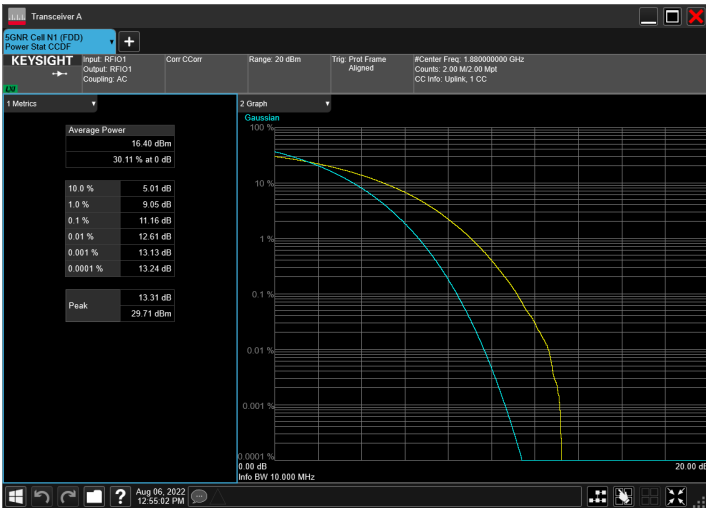 Transceiver A
5GNR Cell N1 (FDD)
Power Stat CCDF
KEYSIGHT
LXI
Input: RFIO1
Output: RFIO1
Coupling: AC
Corr CCorr
Range: 20 dBm
Trig: Prot Frame
Aligned
#Center Freq: 1.880000000 GHz
Counts: 2.00 M/2.00 Mpt
CC Info: Uplink, 1 CC
1 Metrics
Average Power
16.40 dBm
30.11 % at 0 dB
10.0 % 5.01 dB
1.0 % 9.05 dB
0.1 % 11.16 dB
0.01 % 12.61 dB
0.001 % 13.13 dB
0.0001 % 13.24 dB
Peak
13.31 dB
29.71 dBm
2 Graph
Gaussian
100 %
10 %
1 %
0.1 %
0.01 %
0.001 %
0.0001 %
0.00 dB
20.00 dB
Info BW 10.000 MHz
Aug 06, 2022
12:55:02 PM